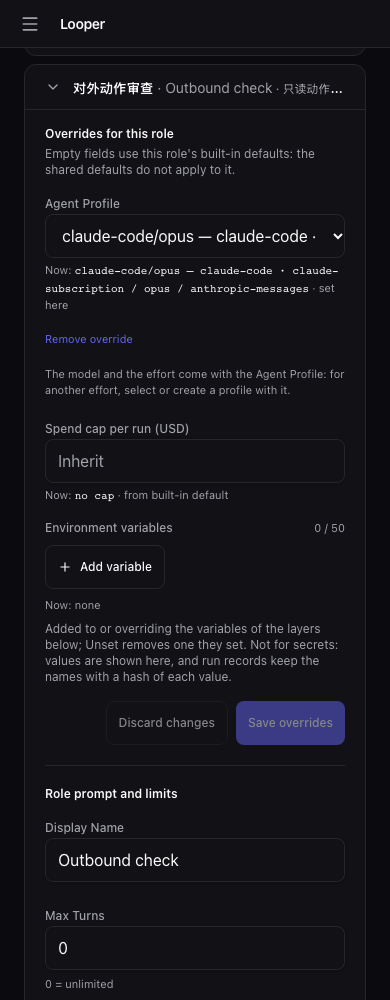 Looper
对外动作审查 · Outbound check · 只读动作...
Overrides for this role
Empty fields use this role's built-in defaults: the
shared defaults do not apply to it.
Agent Profile
claude-code/opus — claude-code ·
Now: claude-code/opus — claude-code · claude-
subscription / opus / anthropic-messages · set
here
Remove override
The model and the effort come with the Agent Profile: for
another effort, select or create a profile with it.
Spend cap per run (USD)
Inherit
Now: no cap · from built-in default
Environment variables 0 / 50
+ Add variable
Now: none
Added to or overriding the variables of the layers
below; Unset removes one they set. Not for secrets:
values are shown here, and run records keep the
names with a hash of each value.
Discard changes Save overrides
Role prompt and limits
Display Name
Outbound check
Max Turns
0
0 = unlimited